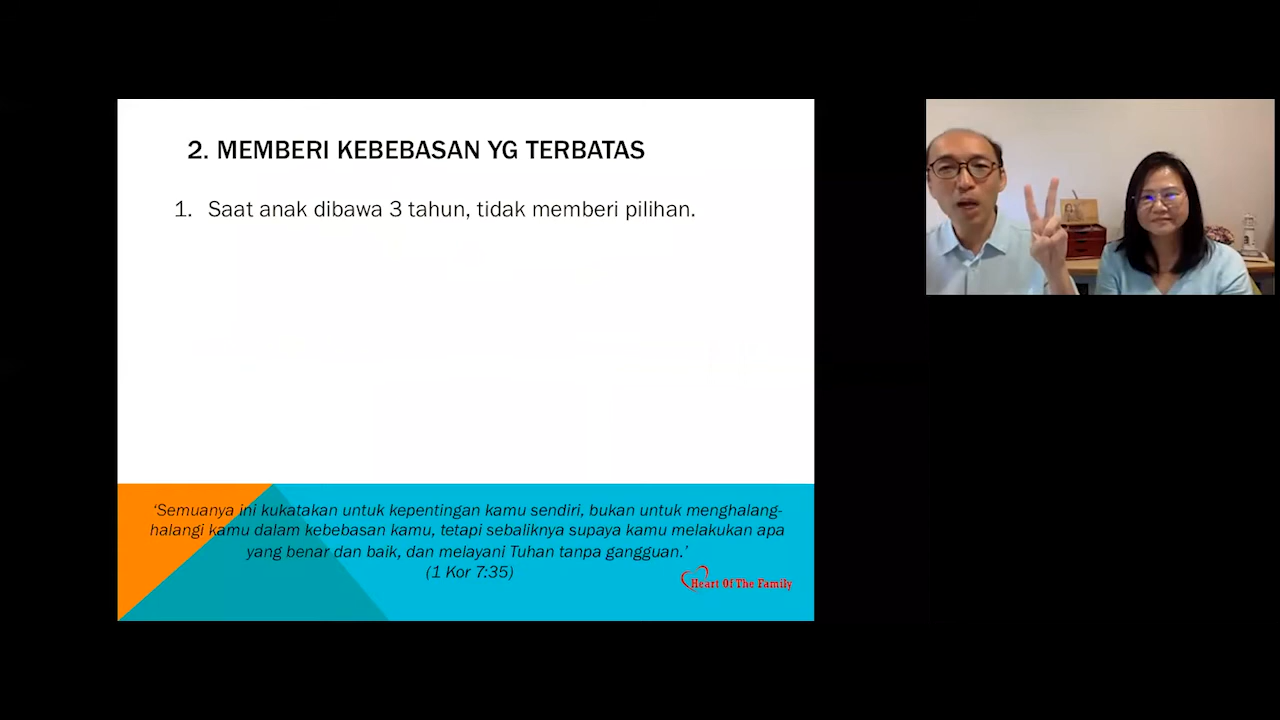 2. MEMBERI KEBEBASAN YG TERBATAS
1. Saat anak dibawa 3 tahun, tidak memberi pilihan.
‘Semuanya ini kukatakan untuk kepentingan kamu sendiri, bukan untuk menghalang-
halangi kamu dalam kebebasan kamu, tetapi sebaliknya supaya kamu melakukan apa
yang benar dan baik, dan melayani Tuhan tanpa gangguan.’
(1 Kor 7:35)
Heart Of The Family